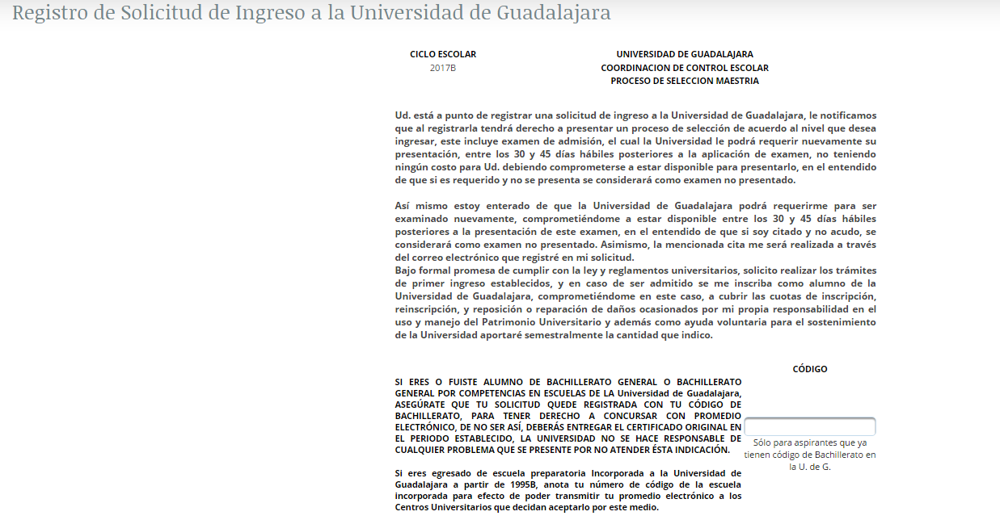 Registro de Solicitud de Ingreso a la Universidad de Guadalajara
CICLO ESCOLAR
2017B
UNIVERSIDAD DE GUADALAJARA
COORDINACION DE CONTROL ESCOLAR
PROCESO DE SELECCION MAESTRIA
Ud. está a punto de registrar una solicitud de ingreso a la Universidad de Guadalajara, le notificamos
que al registrarla tendrá derecho a presentar un proceso de selección de acuerdo al nivel que desea
ingresar, este incluye examen de admisión, el cual la Universidad le podrá requerir nuevamente su
presentación, entre los 30 y 45 días hábiles posteriores a la aplicación de examen, no teniendo
ningún costo para Ud. debiendo comprometerse a estar disponible para presentarlo, en el entendido
de que si es requerido y no se presenta se considerará como examen no presentado.
Así mismo estoy enterado de que la Universidad de Guadalajara podrá requerirme para ser
examinado nuevamente, comprometiéndome a estar disponible entre los 30 y 45 días hábiles
posteriores a la presentación de este examen, en el entendido de que si soy citado y no acudo, se
considerará como examen no presentado. Asimismo, la mencionada cita me será realizada a través
del correo electrónico que registré en mi solicitud.
Bajo formal promesa de cumplir con la ley y reglamentos universitarios, solicito realizar los trámites
de primer ingreso establecidos, y en caso de ser admitido se me inscriba como alumno de la
Universidad de Guadalajara, comprometiéndome en este caso, a cubrir las cuotas de inscripción,
reinscripción, y reposición o reparación de daños ocasionados por mi propia responsabilidad en el
uso y manejo del Patrimonio Universitario y además como ayuda voluntaria para el sostenimiento
de la Universidad aportaré semestralmente la cantidad que indico.
SI ERES O FUISTE ALUMNO DE BACHILLERATO GENERAL O BACHILLERATO
GENERAL POR COMPETENCIAS EN ESCUELAS DE LA Universidad de Guadalajara,
ASEGÚRATE QUE TU SOLICITUD QUEDE REGISTRADA CON TU CÓDIGO DE
BACHILLERATO, PARA TENER DERECHO A CONCURSAR CON PROMEDIO
ELECTRÓNICO, DE NO SER ASÍ, DEBERÁS ENTREGAR EL CERTIFICADO ORIGINAL EN
EL PERIODO ESTABLECIDO, LA UNIVERSIDAD NO SE HACE RESPONSABLE DE
CUALQUIER PROBLEMA QUE SE PRESENTE POR NO ATENDER ÉSTA INDICACIÓN.
Si eres egresado de escuela preparatoria Incorporada a la Universidad de
Guadalajara a partir de 1995B, anota tu número de código de la escuela
incorporada para efecto de poder transmitir tu promedio electrónico a los
Centros Universitarios que decidan aceptarlo por este medio.
CÓDIGO
Sólo para aspirantes que ya
tienen código de Bachillerato en
la U. de G.